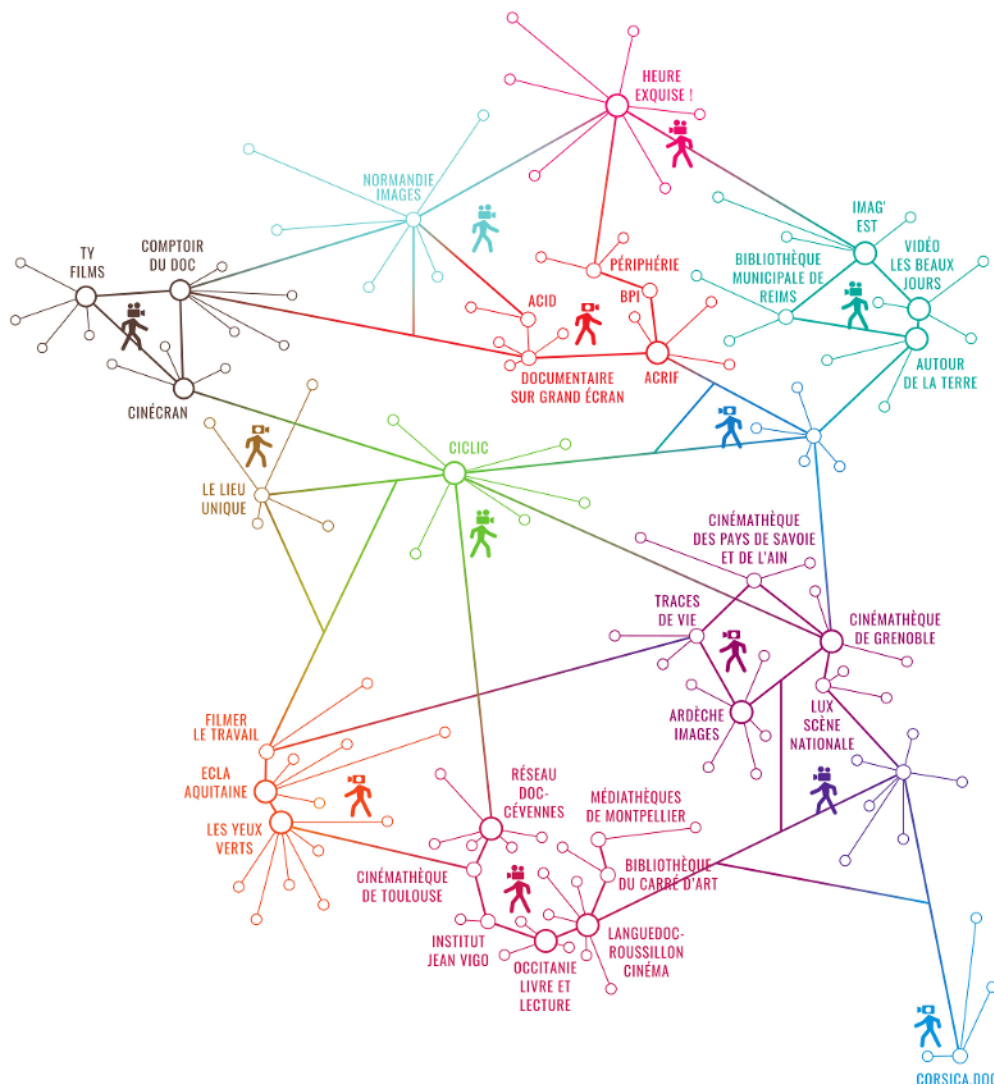 HEURE
EXQUISE !
NORMANDIE
IMAGES
IMAG'
EST
TY
FILMS
COMPTOIR
DU DOC
VIDÉO
LES BEAUX
JOURS
BIBLIOTHÈQUE
MUNICIPALE DE
REIMS
PÉRIPHÉRIE
BPI
ACID
DOCUMENTAIRE
SUR GRAND ÉCRAN
ACRIF
AUTOUR
DE LA TERRE
CINÉCRAN
CICLIC
LE LIEU
UNIQUE
CINÉMATHÈQUE
DES PAYS DE SAVOIE
ET DE L'AIN
TRACES
DE VIE
CINÉMATHÈQUE
DE GRENOBLE
ARDÈCHE
IMAGES
LUX
SCÈNE
NATIONALE
FILMER
LE TRAVAIL
ECLA
AQUITAINE
LES YEUX
VERTS
RÉSEAU
DOC-
CÉVENNES
MÉDIATHÈQUES
DE MONTPELLIER
CINÉMATHÈQUE
DE TOULOUSE
BIBLIOTHÈQUE
DU CARRÉ D'ART
INSTITUT
JEAN VIGO
OCCITANIE
LIVRE ET
LECTURE
LANGUEDOC-
ROUSSILLON
CINÉMA
CORSICA.DOC